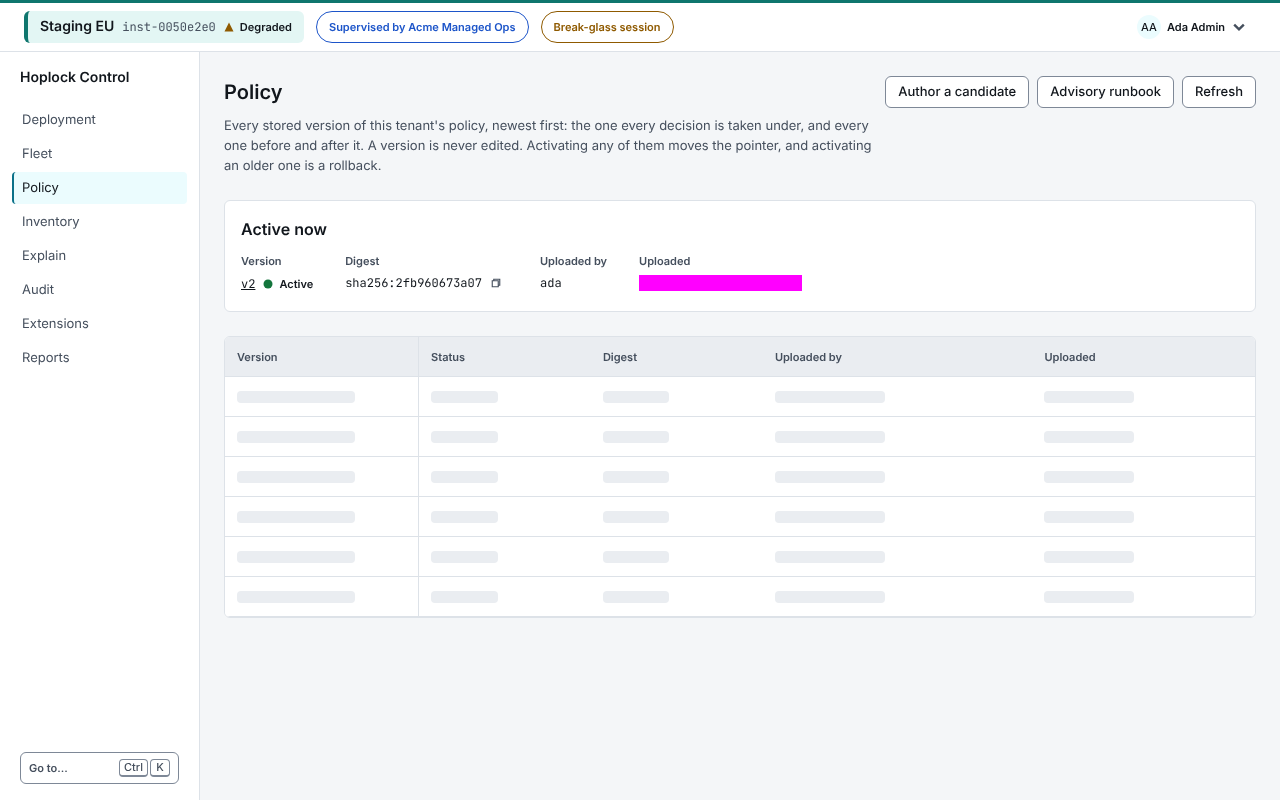 Staging EU inst-0050e2e0 Degraded
Supervised by Acme Managed Ops
Break-glass session
AA Ada Admin
Hoplock Control
Deployment
Fleet
Policy
Inventory
Explain
Audit
Extensions
Reports
Go to... Ctrl K
Policy
Author a candidate
Advisory runbook
Refresh
Every stored version of this tenant's policy, newest first: the one every decision is taken under, and every
one before and after it. A version is never edited. Activating any of them moves the pointer, and activating
an older one is a rollback.
Active now
Version Digest Uploaded by Uploaded
v2 Active sha256:2fb960673a07 ada
Version Status Digest Uploaded by Uploaded